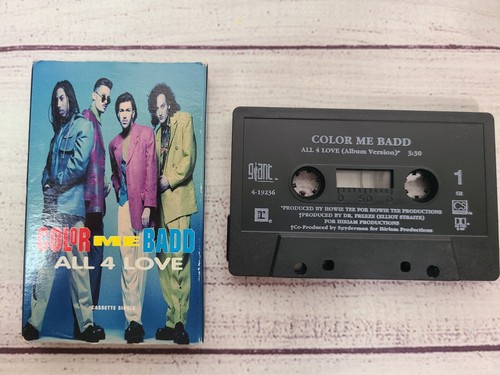 COLOR ME BADD
ALL 4 LOVE
CASSETTE SINGLE
COLOR ME BADD
ALL 4 LOVE (Album Version)* 3:30
giant
4-19236
1
*PRODUCED BY HOWIE TEE FOR HOWIE TEE PRODUCTIONS
†PRODUCED BY DR. FREEZE (ELLIOT STRAITE)
FOR HIRIAM PRODUCTIONS
†Co-Produced by Spyderman for Hiriam Productions